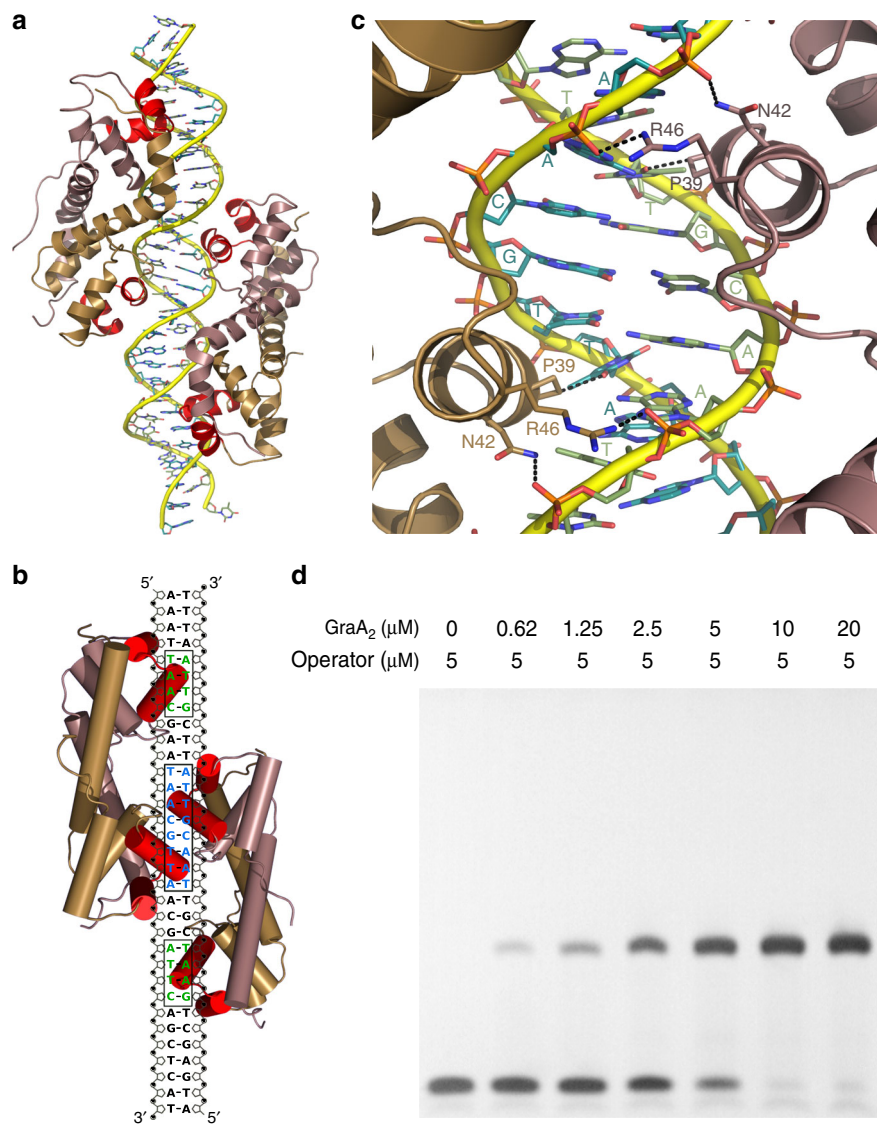 a
b
5′ 3′
A-T
A-T
A-T
T-A
T-A
A-T
A-T
C-G
G-C
A-T
A-T
T-A
A-T
A-T
C-G
G-C
T-A
T-A
A-T
A-T
C-G
G-C
A-T
T-A
T-A
C-G
A-T
G-C
C-G
T-A
C-G
A-T
T-A
3′ 5′
c
A
N42
T
R46
A
T
P39
T
C
G
G
C
T
A
T
P39
A
A
R46
T
N42
d
GraA₂ (μM) 0 0.62 1.25 2.5 5 10 20
Operator (μM) 5 5 5 5 5 5 5